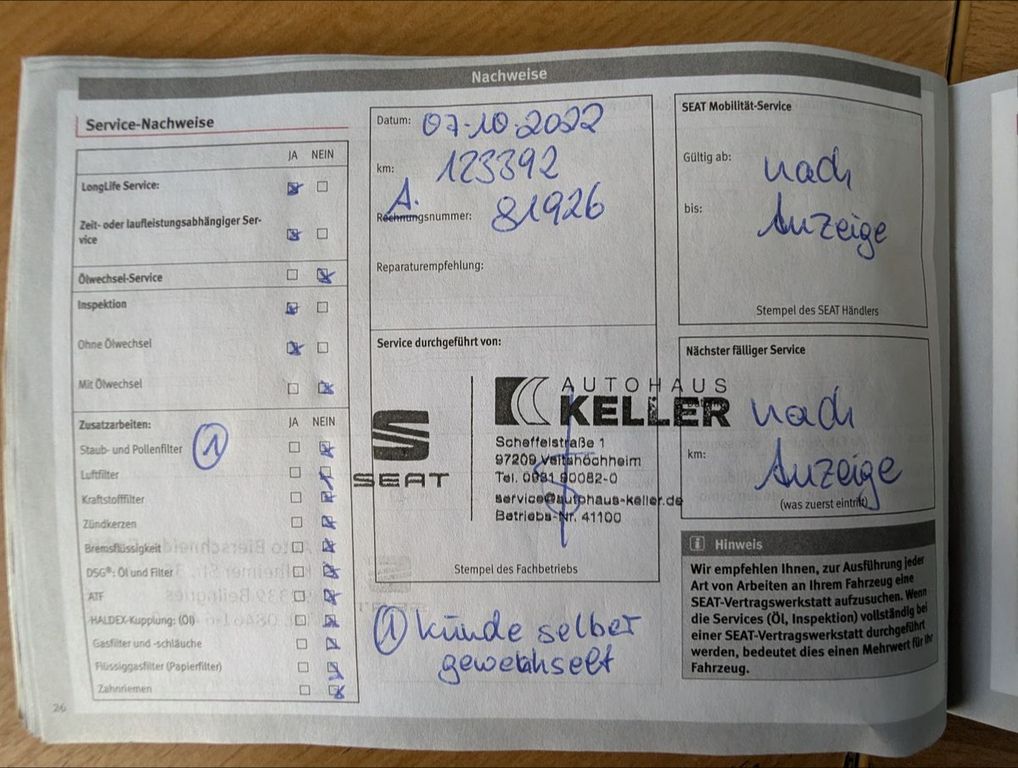 Nachweise
Service-Nachweise
JA NEIN
LongLife Service:
Zeit- oder laufleistungsabhängiger Ser-
vice
Ölwechsel-Service
Inspektion
Ohne Ölwechsel
Mit Ölwechsel
Zusatzarbeiten: JA NEIN
Staub- und Pollenfilter 1
Luftfilter
Kraftstofffilter
Zündkerzen
Bremsflüssigkeit
DSG®: Öl und Filter
ATF
HALDEX-Kupplung: (Öl)
Gasfilter und -schläuche
Flüssiggasfilter (Papierfilter)
Zahnriemen
26
Datum: 07.10.2022
km: 123392
A.
Rechnungsnummer: 81926
Reparaturempfehlung:
Service durchgeführt von:
SEAT
AUTOHAUS
KELLER
Scheffelstraße 1
97209 Veitshöchheim
Tel. 0931 90082-0
service@autohaus-keller.de
Betriebs-Nr. 41100
Stempel des Fachbetriebs
1 kunde selber
gewechselt
SEAT Mobilität-Service
Gültig ab: nach
bis: Anzeige
Stempel des SEAT Händlers
Nächster fälliger Service
nach
km: Anzeige
(was zuerst eintritt)
i Hinweis
Wir empfehlen Ihnen, zur Ausführung jeder
Art von Arbeiten an Ihrem Fahrzeug eine
SEAT-Vertragswerkstatt aufzusuchen. Wenn
die Services (Öl, Inspektion) vollständig bei
einer SEAT-Vertragswerkstatt durchgeführt
werden, bedeutet dies einen Mehrwert für Ihr
Fahrzeug.